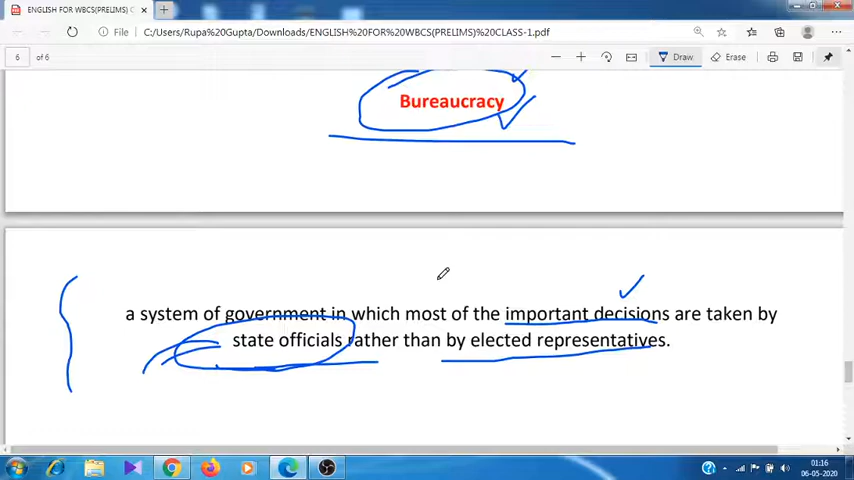 ENGLISH FOR WBCS(PRELIMS) CLASS
File
C:/Users/Rupa%20Gupta/Downloads/ENGLISH%20FOR%20WBCS(PRELIMS)%20CLASS-1.pdf
6 of 6
Draw
Erase
Bureaucracy
a system of government in which most of the important decisions are taken by
state officials rather than by elected representatives.
01:16
06-05-2020